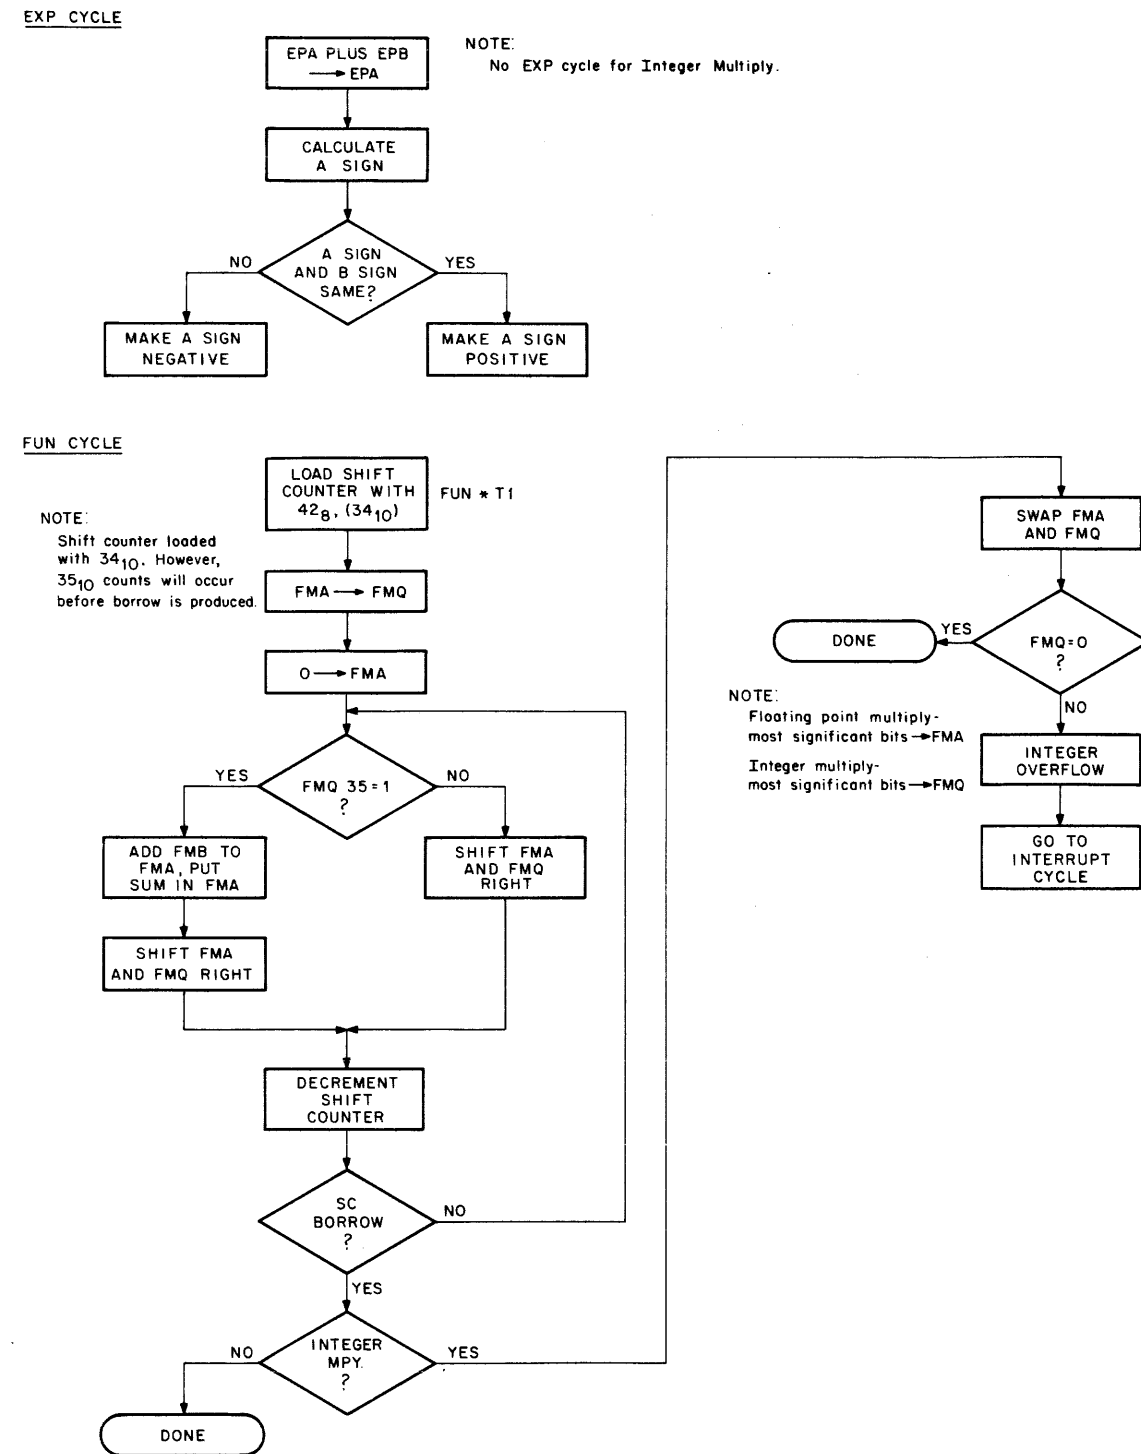 EXP CYCLE
EPA PLUS EPB
→ EPA
NOTE:
No EXP cycle for Integer Multiply.
CALCULATE
A SIGN
A SIGN
AND B SIGN
SAME?
NO
YES
MAKE A SIGN
NEGATIVE
MAKE A SIGN
POSITIVE
FUN CYCLE
LOAD SHIFT
COUNTER WITH
42₈, (34₁₀)
FUN * T1
NOTE:
Shift counter loaded
with 34₁₀. However,
35₁₀ counts will occur
before borrow is produced.
FMA → FMQ
O → FMA
FMQ 35 = 1
?
YES
NO
ADD FMB TO
FMA, PUT
SUM IN FMA
SHIFT FMA
AND FMQ RIGHT
SHIFT FMA
AND FMQ
RIGHT
DECREMENT
SHIFT
COUNTER
SC
BORROW
?
NO
YES
INTEGER
MPY.
?
NO
YES
DONE
SWAP FMA
AND FMQ
FMQ=O
?
YES
DONE
NO
NOTE:
Floating point multiply-
most significant bits→FMA
Integer multiply-
most significant bits→FMQ
INTEGER
OVERFLOW
GO TO
INTERRUPT
CYCLE